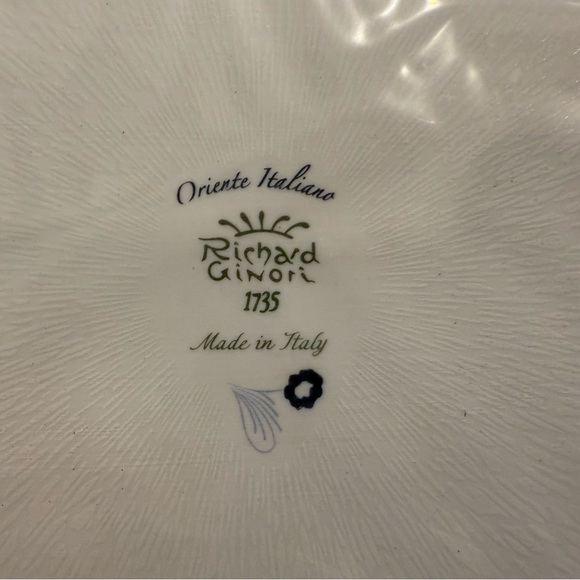 Oriente Italiano
Richard
Ginori
1735
Made in Italy